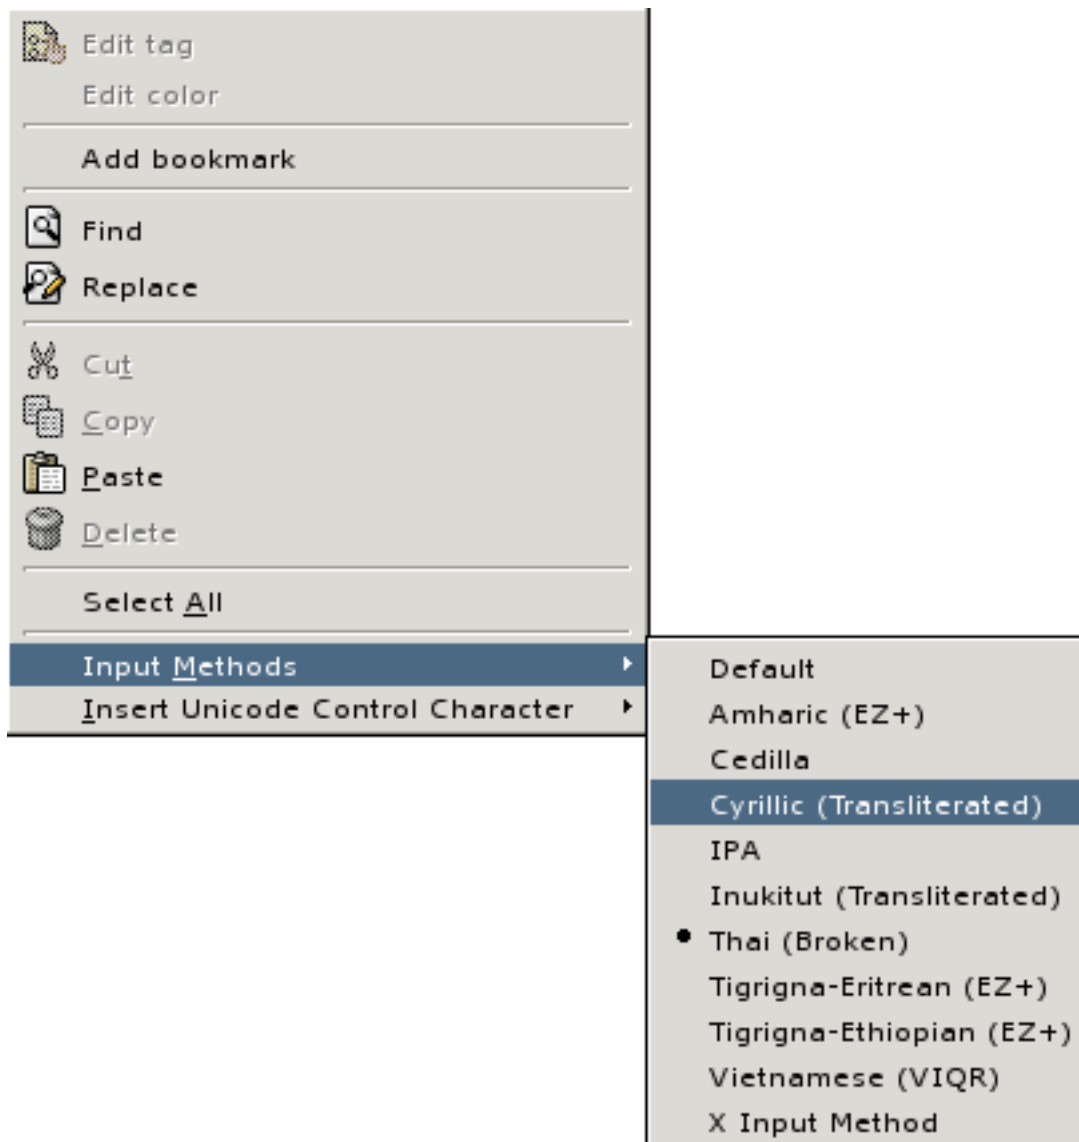 Edit tag
Edit color
Add bookmark
Find
Replace
Cut
Copy
Paste
Delete
Select All
Input Methods
Insert Unicode Control Character
Default
Amharic (EZ+)
Cedilla
Cyrillic (Transliterated)
IPA
Inukitut (Transliterated)
Thai (Broken)
Tigrigna-Eritrean (EZ+)
Tigrigna-Ethiopian (EZ+)
Vietnamese (VIQR)
X Input Method